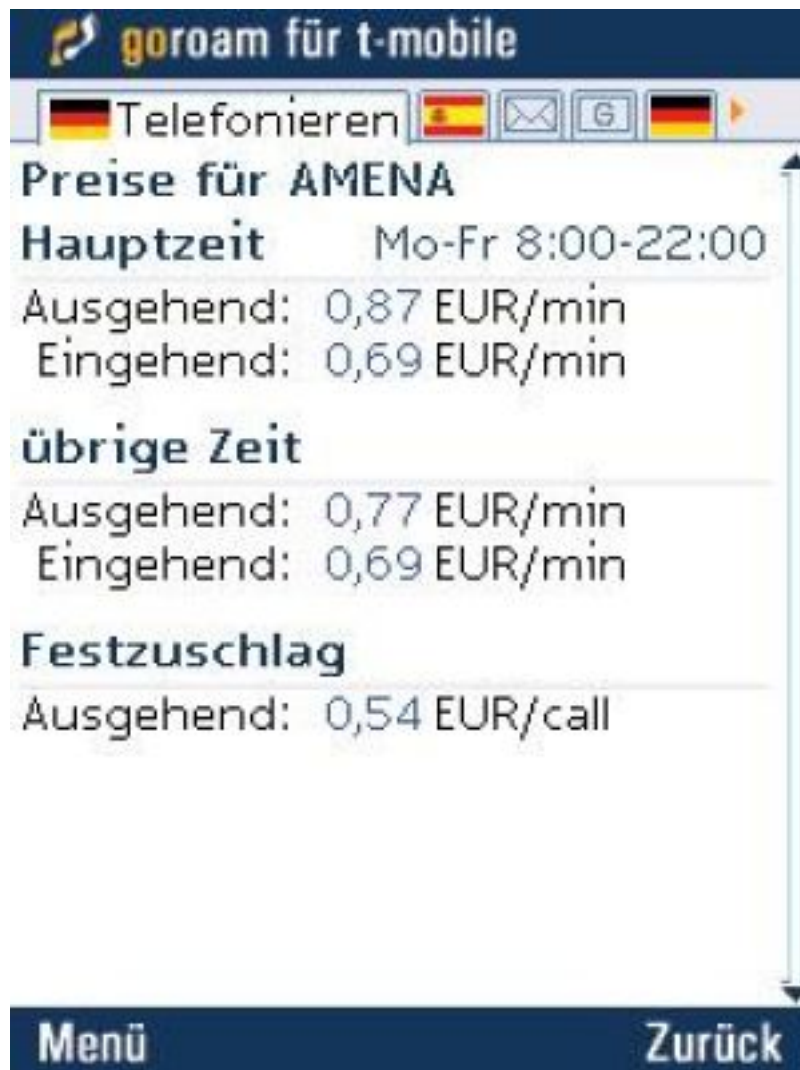 goroam für t-mobile
Telefonieren G
Preise für AMENA
Hauptzeit Mo-Fr 8:00-22:00
Ausgehend: 0,87 EUR/min
Eingehend: 0,69 EUR/min
übrige Zeit
Ausgehend: 0,77 EUR/min
Eingehend: 0,69 EUR/min
Festzuschlag
Ausgehend: 0,54 EUR/call
Menü Zurück